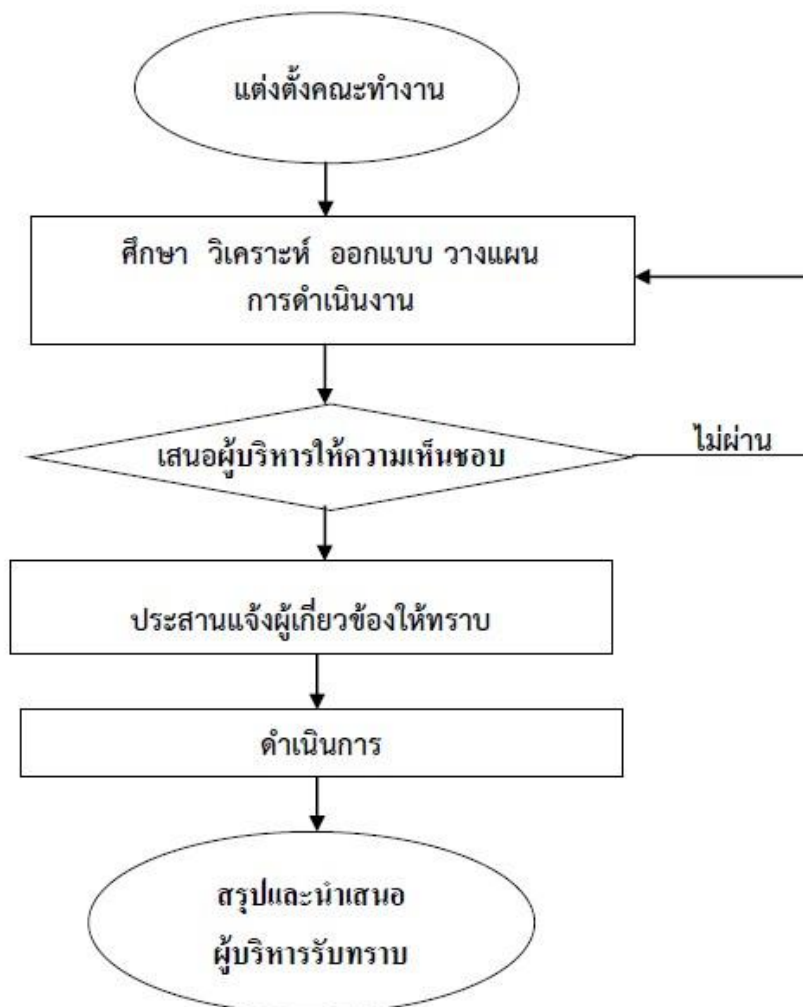 แต่งตั้งคณะทำงาน
ศึกษา วิเคราะห์ ออกแบบ วางแผน
การดำเนินงาน
เสนอผู้บริหารให้ความเห็นชอบ
ไม่ผ่าน
ประสานแจ้งผู้เกี่ยวข้องให้ทราบ
ดำเนินการ
สรุปและนำเสนอ
ผู้บริหารรับทราบ